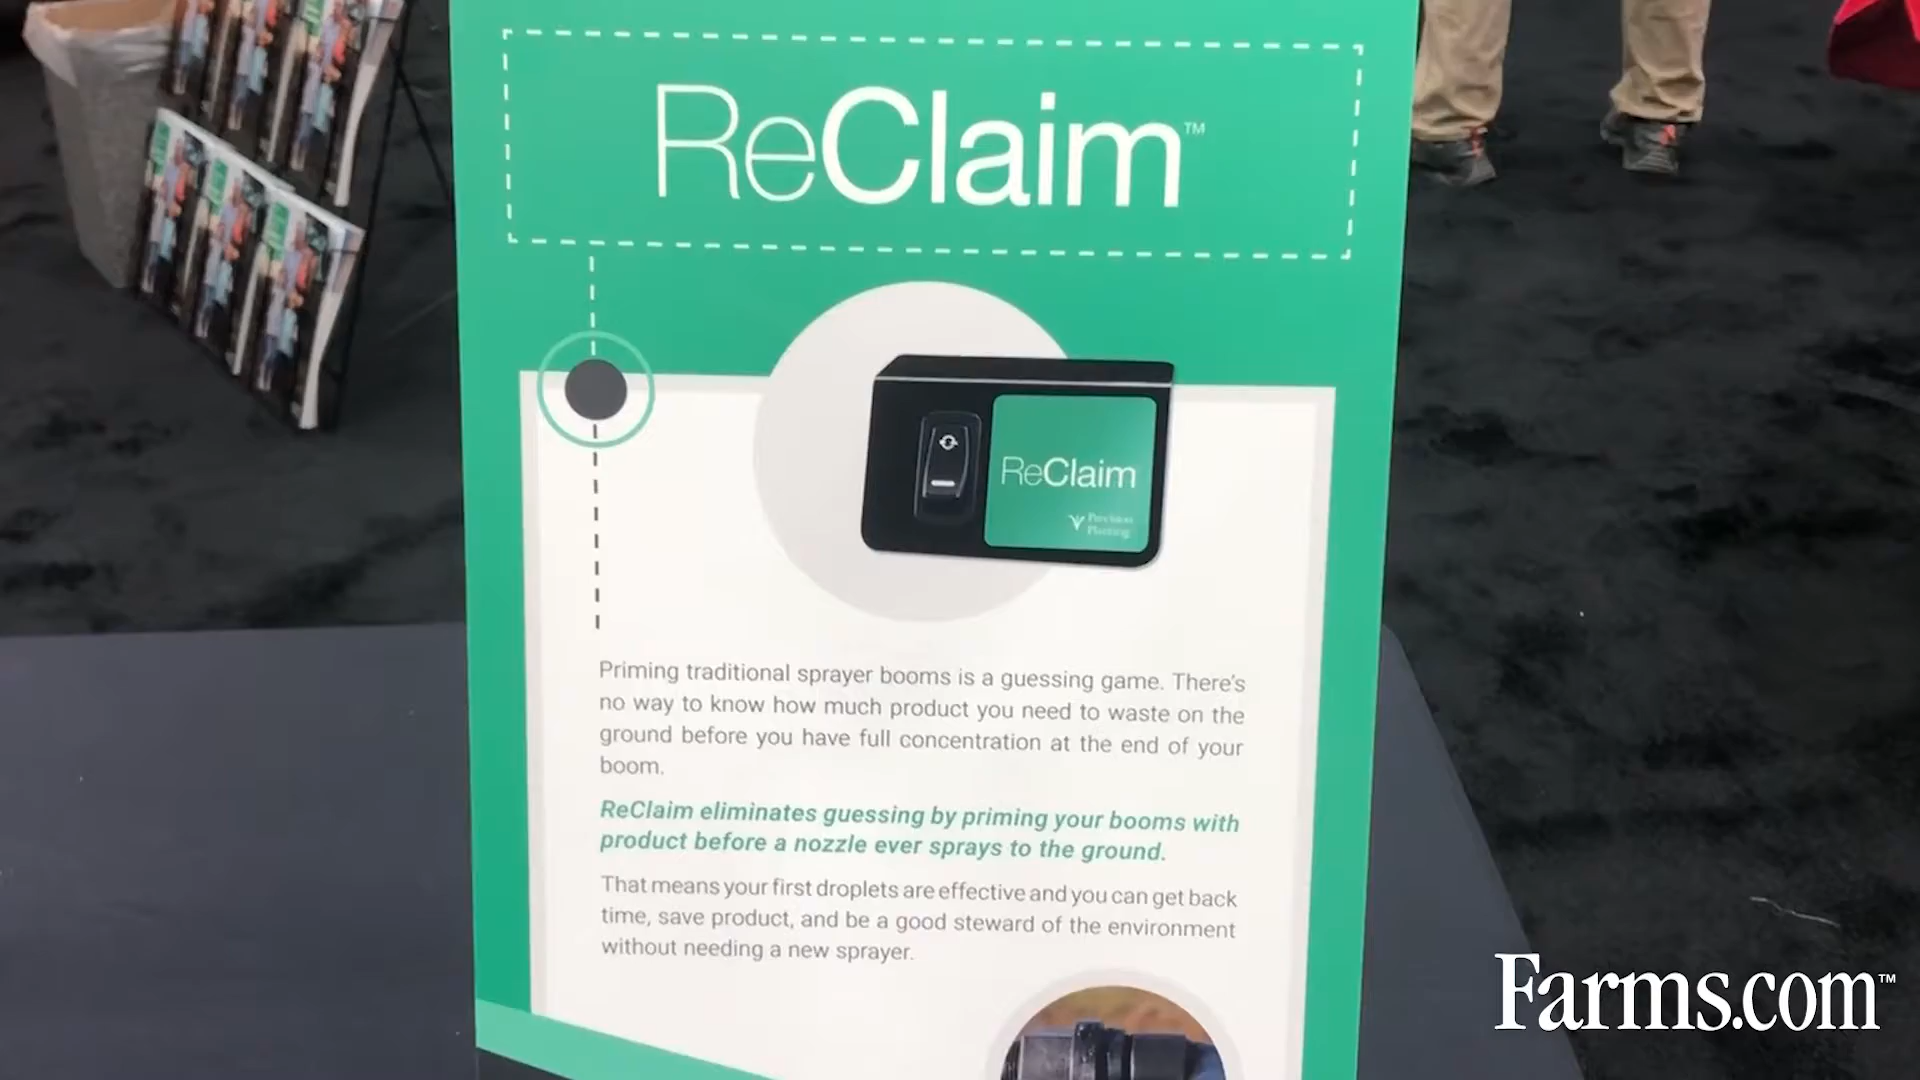 ReClaim™
ReClaim
Precision
Planting
Priming traditional sprayer booms is a guessing game. There's
no way to know how much product you need to waste on the
ground before you have full concentration at the end of your
boom.
ReClaim eliminates guessing by priming your booms with
product before a nozzle ever sprays to the ground.
That means your first droplets are effective and you can get back
time, save product, and be a good steward of the environment
without needing a new sprayer.
Farms.com™